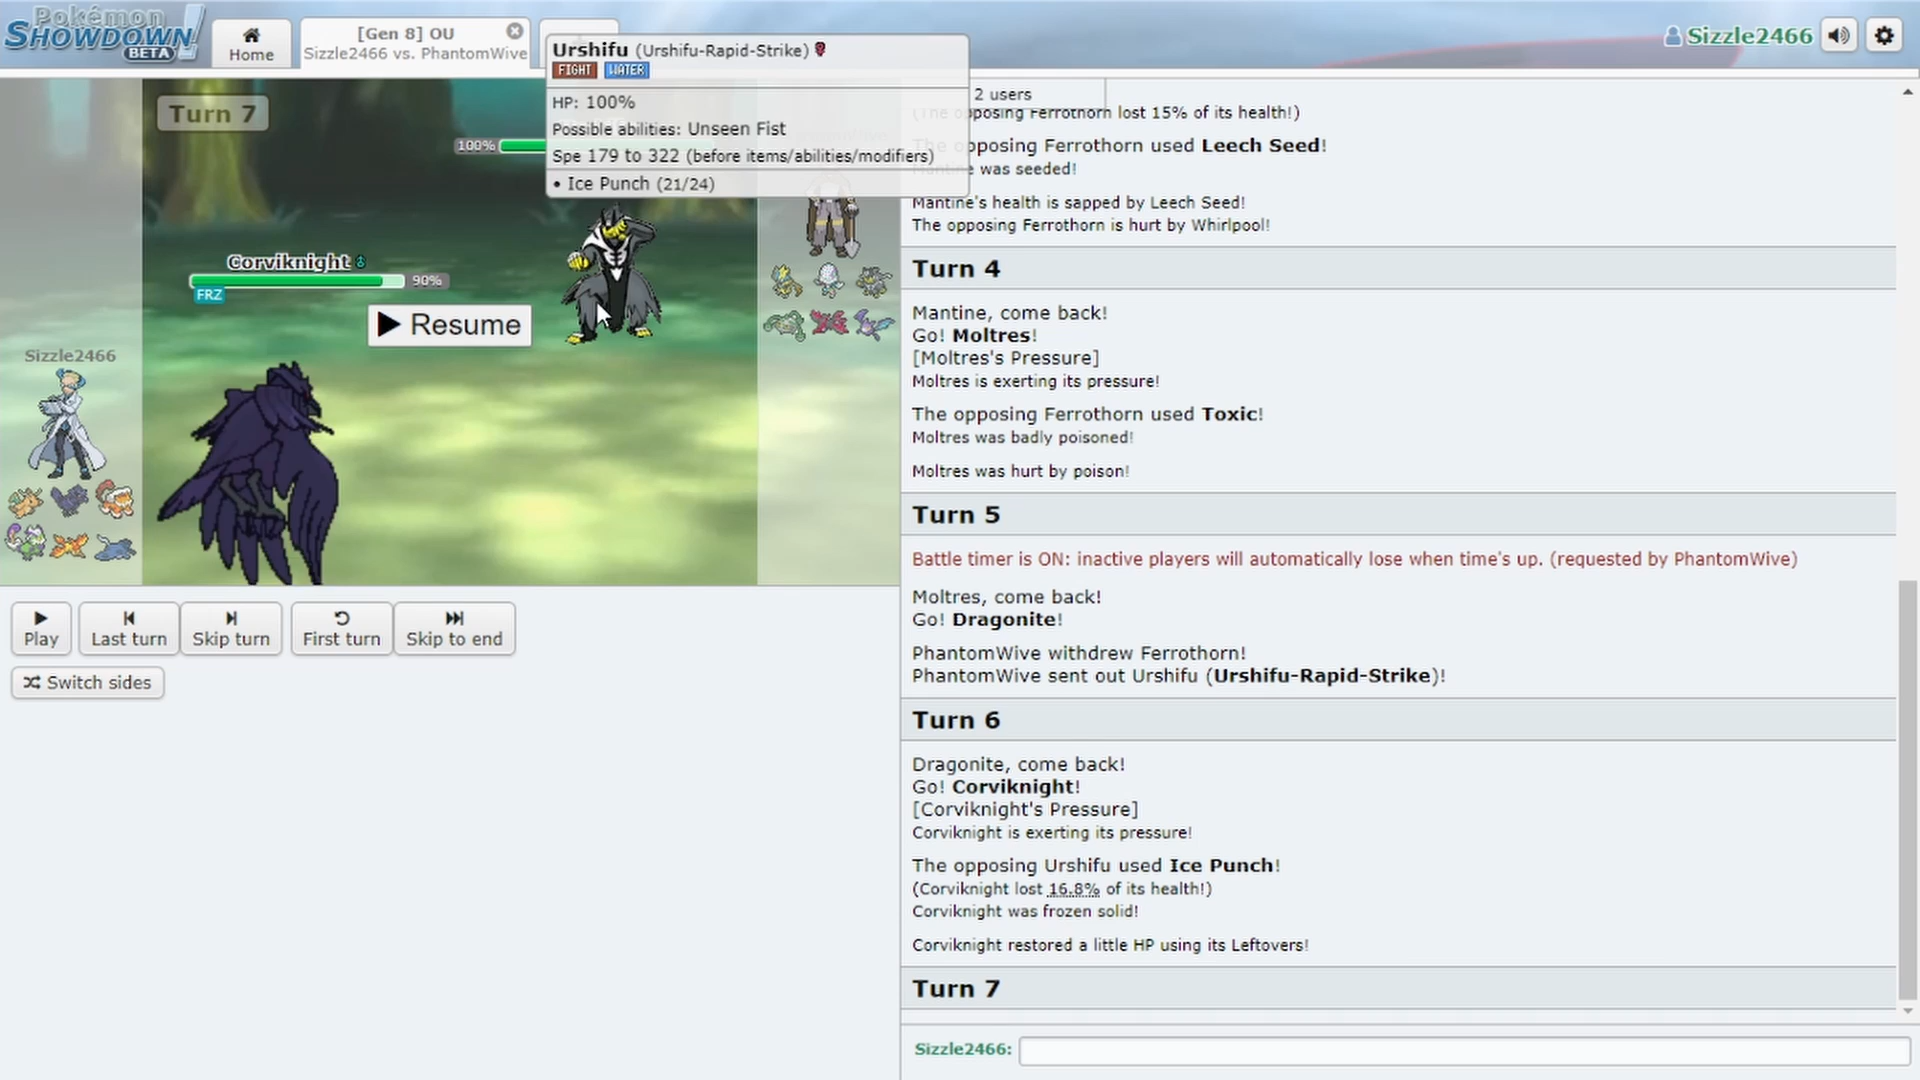 Pokémon
SHOWDOWN!
BETA
Home
[Gen 8] OU
Sizzle2466 vs. PhantomWive
Sizzle2466
Turn 7
100%
Urshifu (Urshifu-Rapid-Strike)
FIGHT WATER
HP: 100%
Possible abilities: Unseen Fist
Spe 179 to 322 (before items/abilities/modifiers)
• Ice Punch (21/24)
Corviknight
90%
FRZ
Resume
Sizzle2466
Play
Last turn
Skip turn
First turn
Skip to end
Switch sides
2 users
opposing Ferrothorn lost 15% of its health!)
opposing Ferrothorn used Leech Seed!
was seeded!
Mantine's health is sapped by Leech Seed!
The opposing Ferrothorn is hurt by Whirlpool!
Turn 4
Mantine, come back!
Go! Moltres!
[Moltres's Pressure]
Moltres is exerting its pressure!
The opposing Ferrothorn used Toxic!
Moltres was badly poisoned!
Moltres was hurt by poison!
Turn 5
Battle timer is ON: inactive players will automatically lose when time's up. (requested by PhantomWive)
Moltres, come back!
Go! Dragonite!
PhantomWive withdrew Ferrothorn!
PhantomWive sent out Urshifu (Urshifu-Rapid-Strike)!
Turn 6
Dragonite, come back!
Go! Corviknight!
[Corviknight's Pressure]
Corviknight is exerting its pressure!
The opposing Urshifu used Ice Punch!
(Corviknight lost 16.8% of its health!)
Corviknight was frozen solid!
Corviknight restored a little HP using its Leftovers!
Turn 7
Sizzle2466: